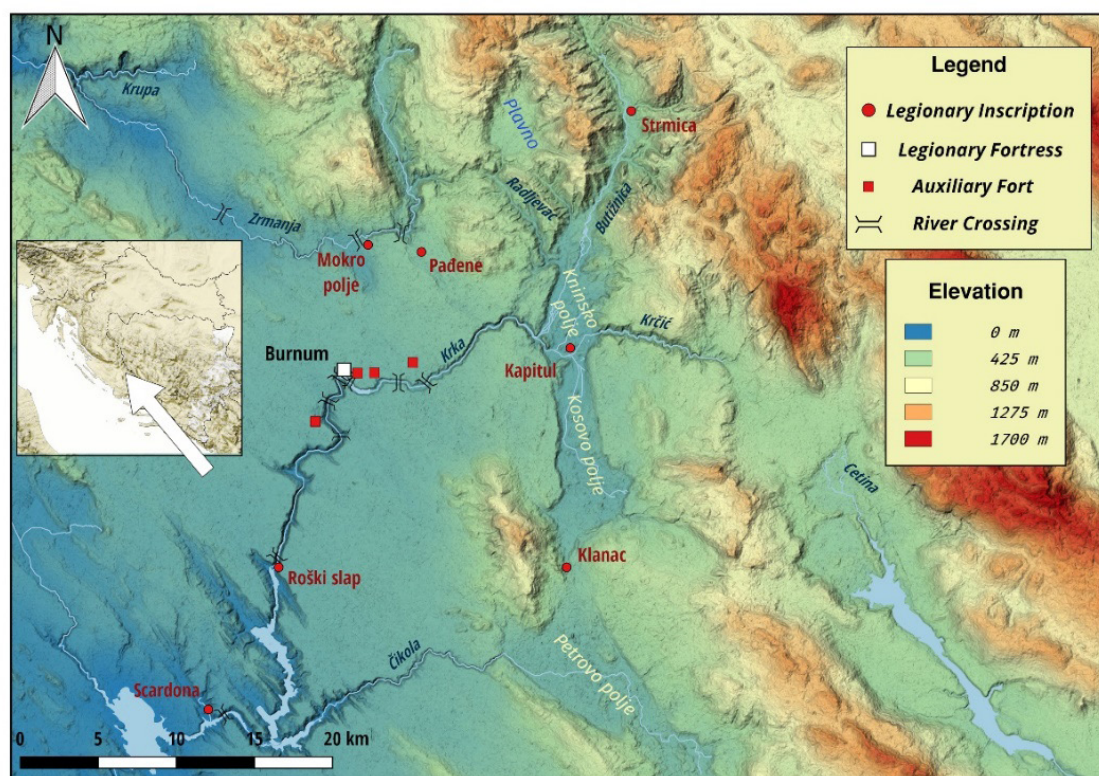 N
Krupa
Plavno
Strmica
Radljevac
Butižnica
Zrmanja
Mokro
polje
Pađene
Kninsko
polje
Krčić
Burnum
Krka
Kapitul
Kosovo polje
Cetina
Roški slap
Klanac
Čikola
Petrovo polje
Scardona
0 5 10 15 20 km
Legend
Legionary Inscription
Legionary Fortress
Auxiliary Fort
River Crossing
Elevation
0 m
425 m
850 m
1275 m
1700 m